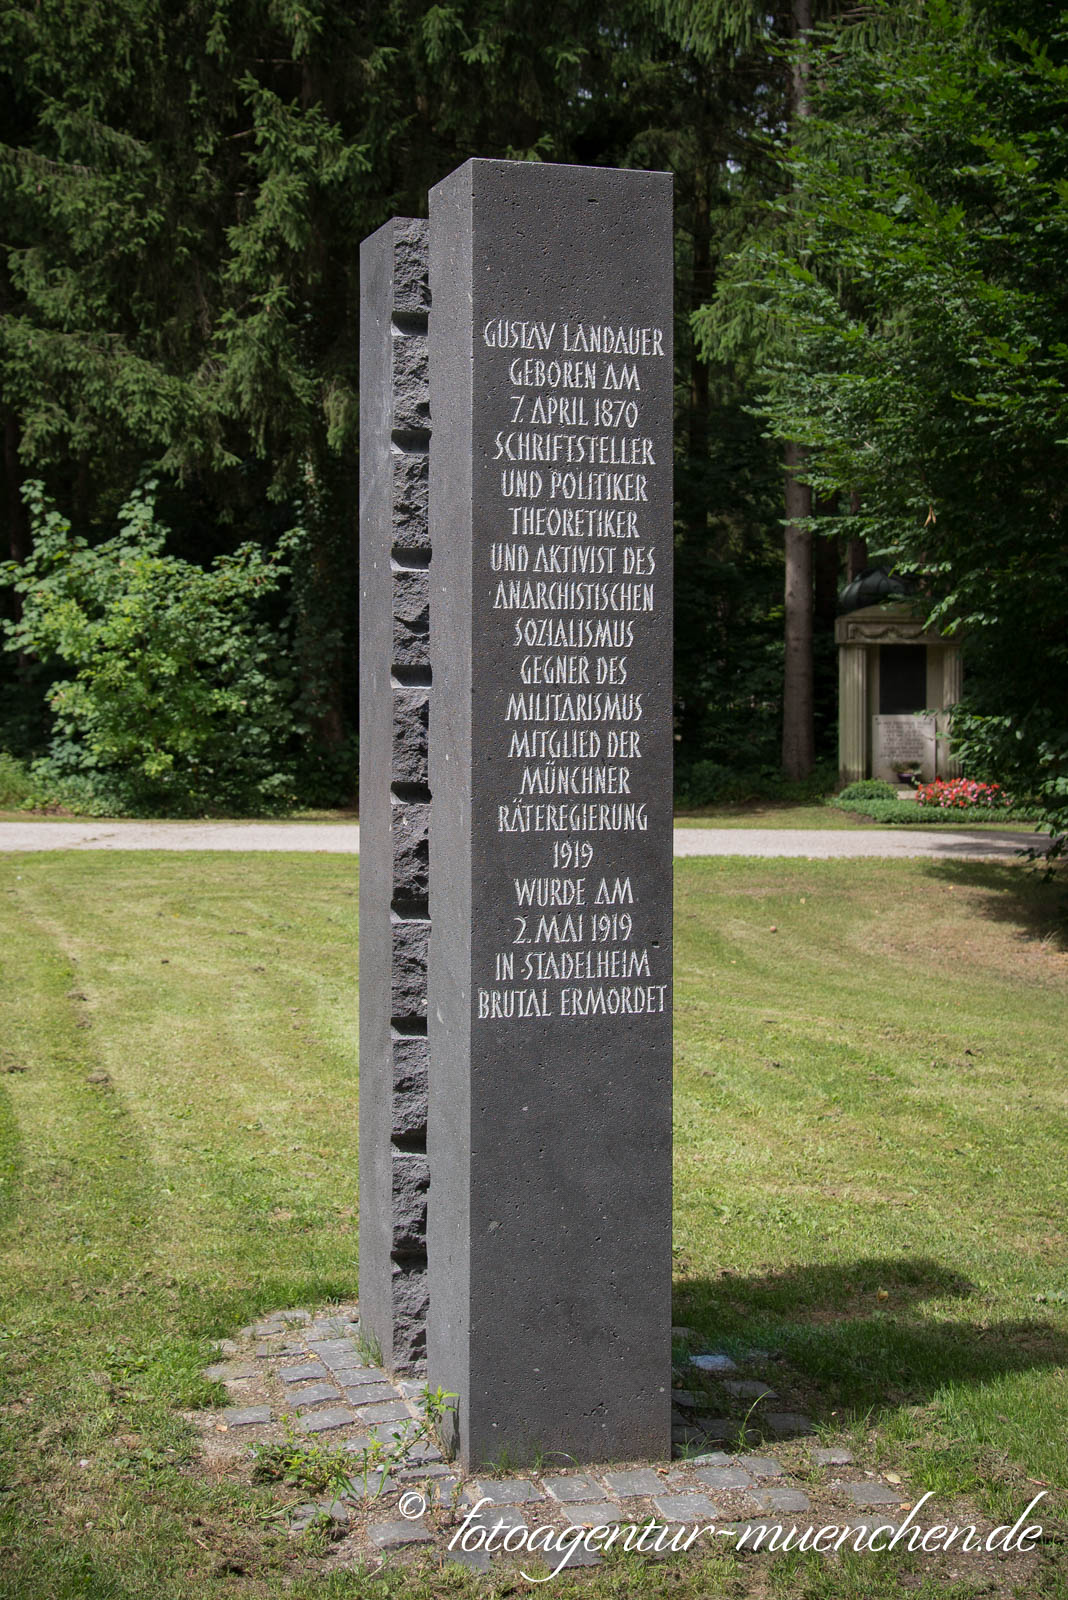 GUSTAV LANDAUER
GEBOREN AM
7. APRIL 1870
SCHRIFTSTELLER
UND POLITIKER
THEORETIKER
UND AKTIVIST DES
ANARCHISTISCHEN
SOZIALISMUS
GEGNER DES
MILITARISMUS
MITGLIED DER
MÜNCHNER
RÄTEREGIERUNG
1919
WURDE AM
2. MAI 1919
IN STADELHEIM
BRUTAL ERMORDET
© fotoagentur-muenchen.de